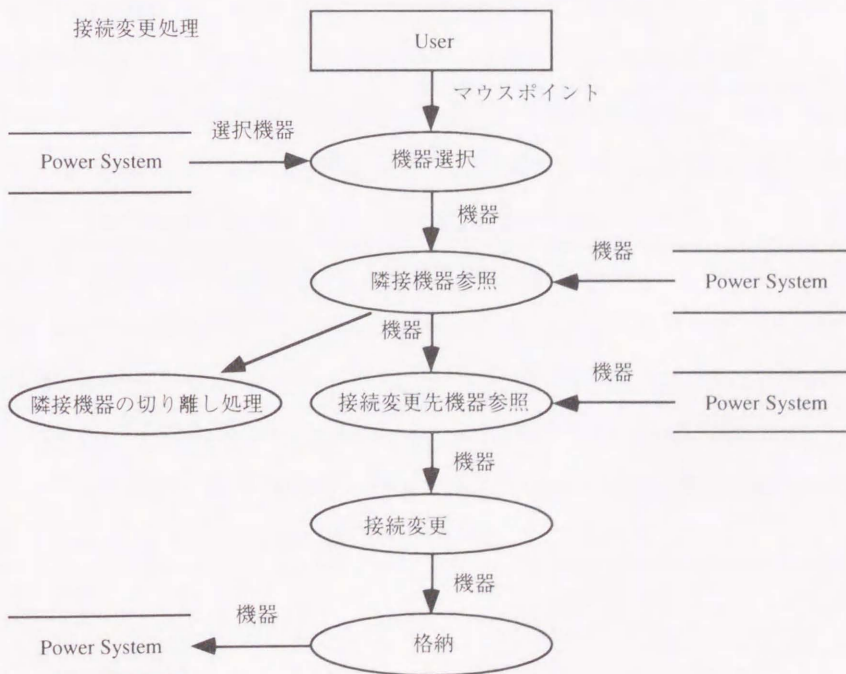 接続変更処理
User
マウスポイント
選択機器
Power System
機器選択
機器
機器
隣接機器参照
Power System
機器
機器
隣接機器の切り離し処理
接続変更先機器参照
Power System
機器
接続変更
機器
機器
Power System
格納